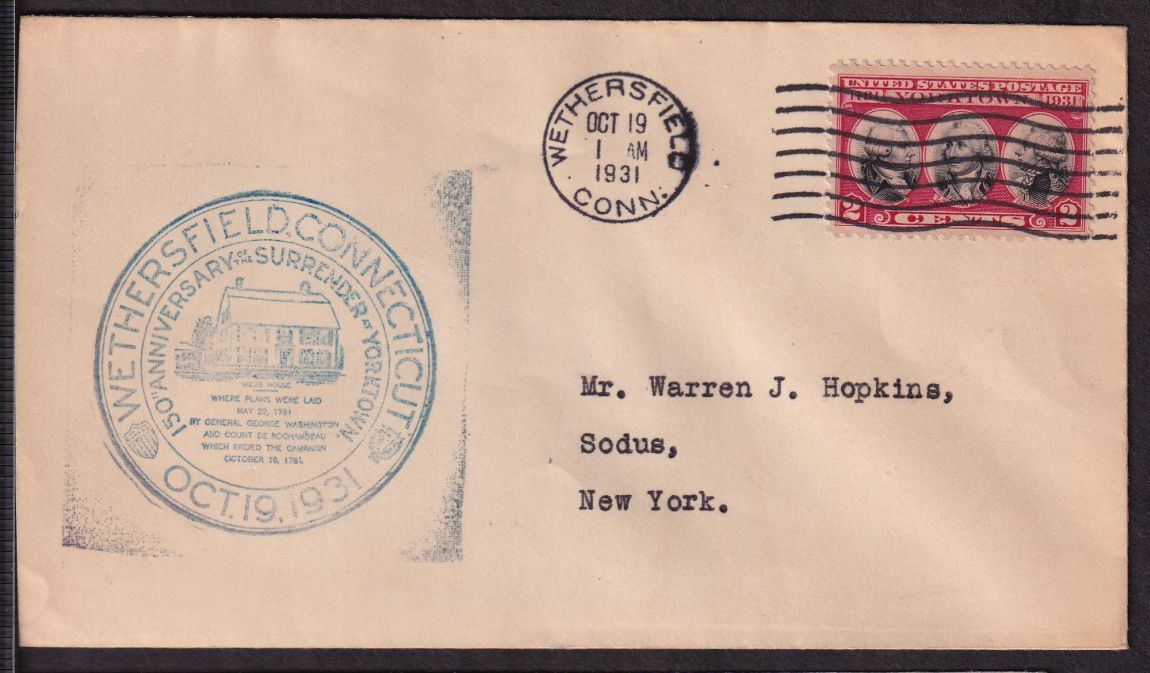 WETHERSFIELD, CONNECTICUT
150TH ANNIVERSARY OF THE SURRENDER AT YORKTOWN
WEBB HOUSE
WHERE PLANS WERE LAID
MAY 22, 1781
BY GENERAL GEORGE WASHINGTON
AND COUNT DE ROCHAMBEAU
WHICH ENDED THE CAMPAIGN
OCTOBER 19, 1781.
OCT. 19, 1931
WETHERSFIELD
OCT 19
1 AM
1931
CONN.
UNITED STATES POSTAGE
1781 YORKTOWN 1931
2 CENTS 2
Mr. Warren J. Hopkins,
Sodus,
New York.